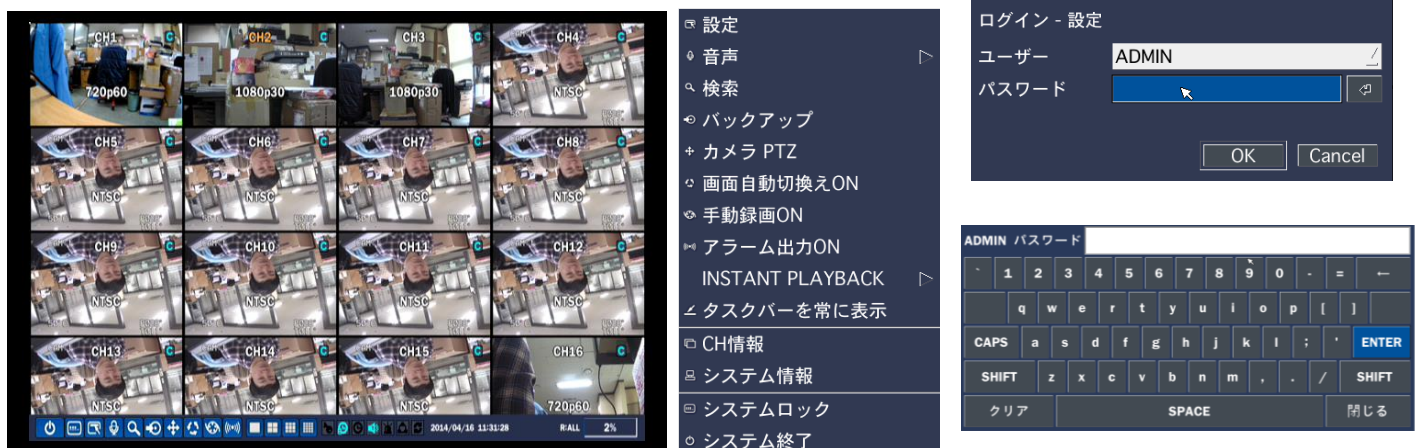 CH1 C
720p60
CH2 C
1080p30
CH3 C
1080p30
CH4 C
NTSC
CH5 C
NTSC
CH6 C
NTSC
CH7 C
NTSC
CH8 C
NTSC
CH9 C
NTSC
CH10 C
NTSC
CH11 C
NTSC
CH12 C
NTSC
CH13 C
NTSC
CH14 C
NTSC
CH15 C
NTSC
CH16 C
720p60
2014/04/16 11:31:28 R:ALL 2%
設定
音声
検索
バックアップ
カメラ PTZ
画面自動切換えON
手動録画ON
アラーム出力ON
INSTANT PLAYBACK
タスクバーを常に表示
CH情報
システム情報
システムロック
システム終了
ログイン - 設定
ユーザー ADMIN
パスワード
OK Cancel
ADMIN パスワード
` 1 2 3 4 5 6 7 8 9 0 - = ←
q w e r t y u i o p [ ]
CAPS a s d f g h j k l ; ' ENTER
SHIFT z x c v b n m , . / SHIFT
クリア SPACE 閉じる